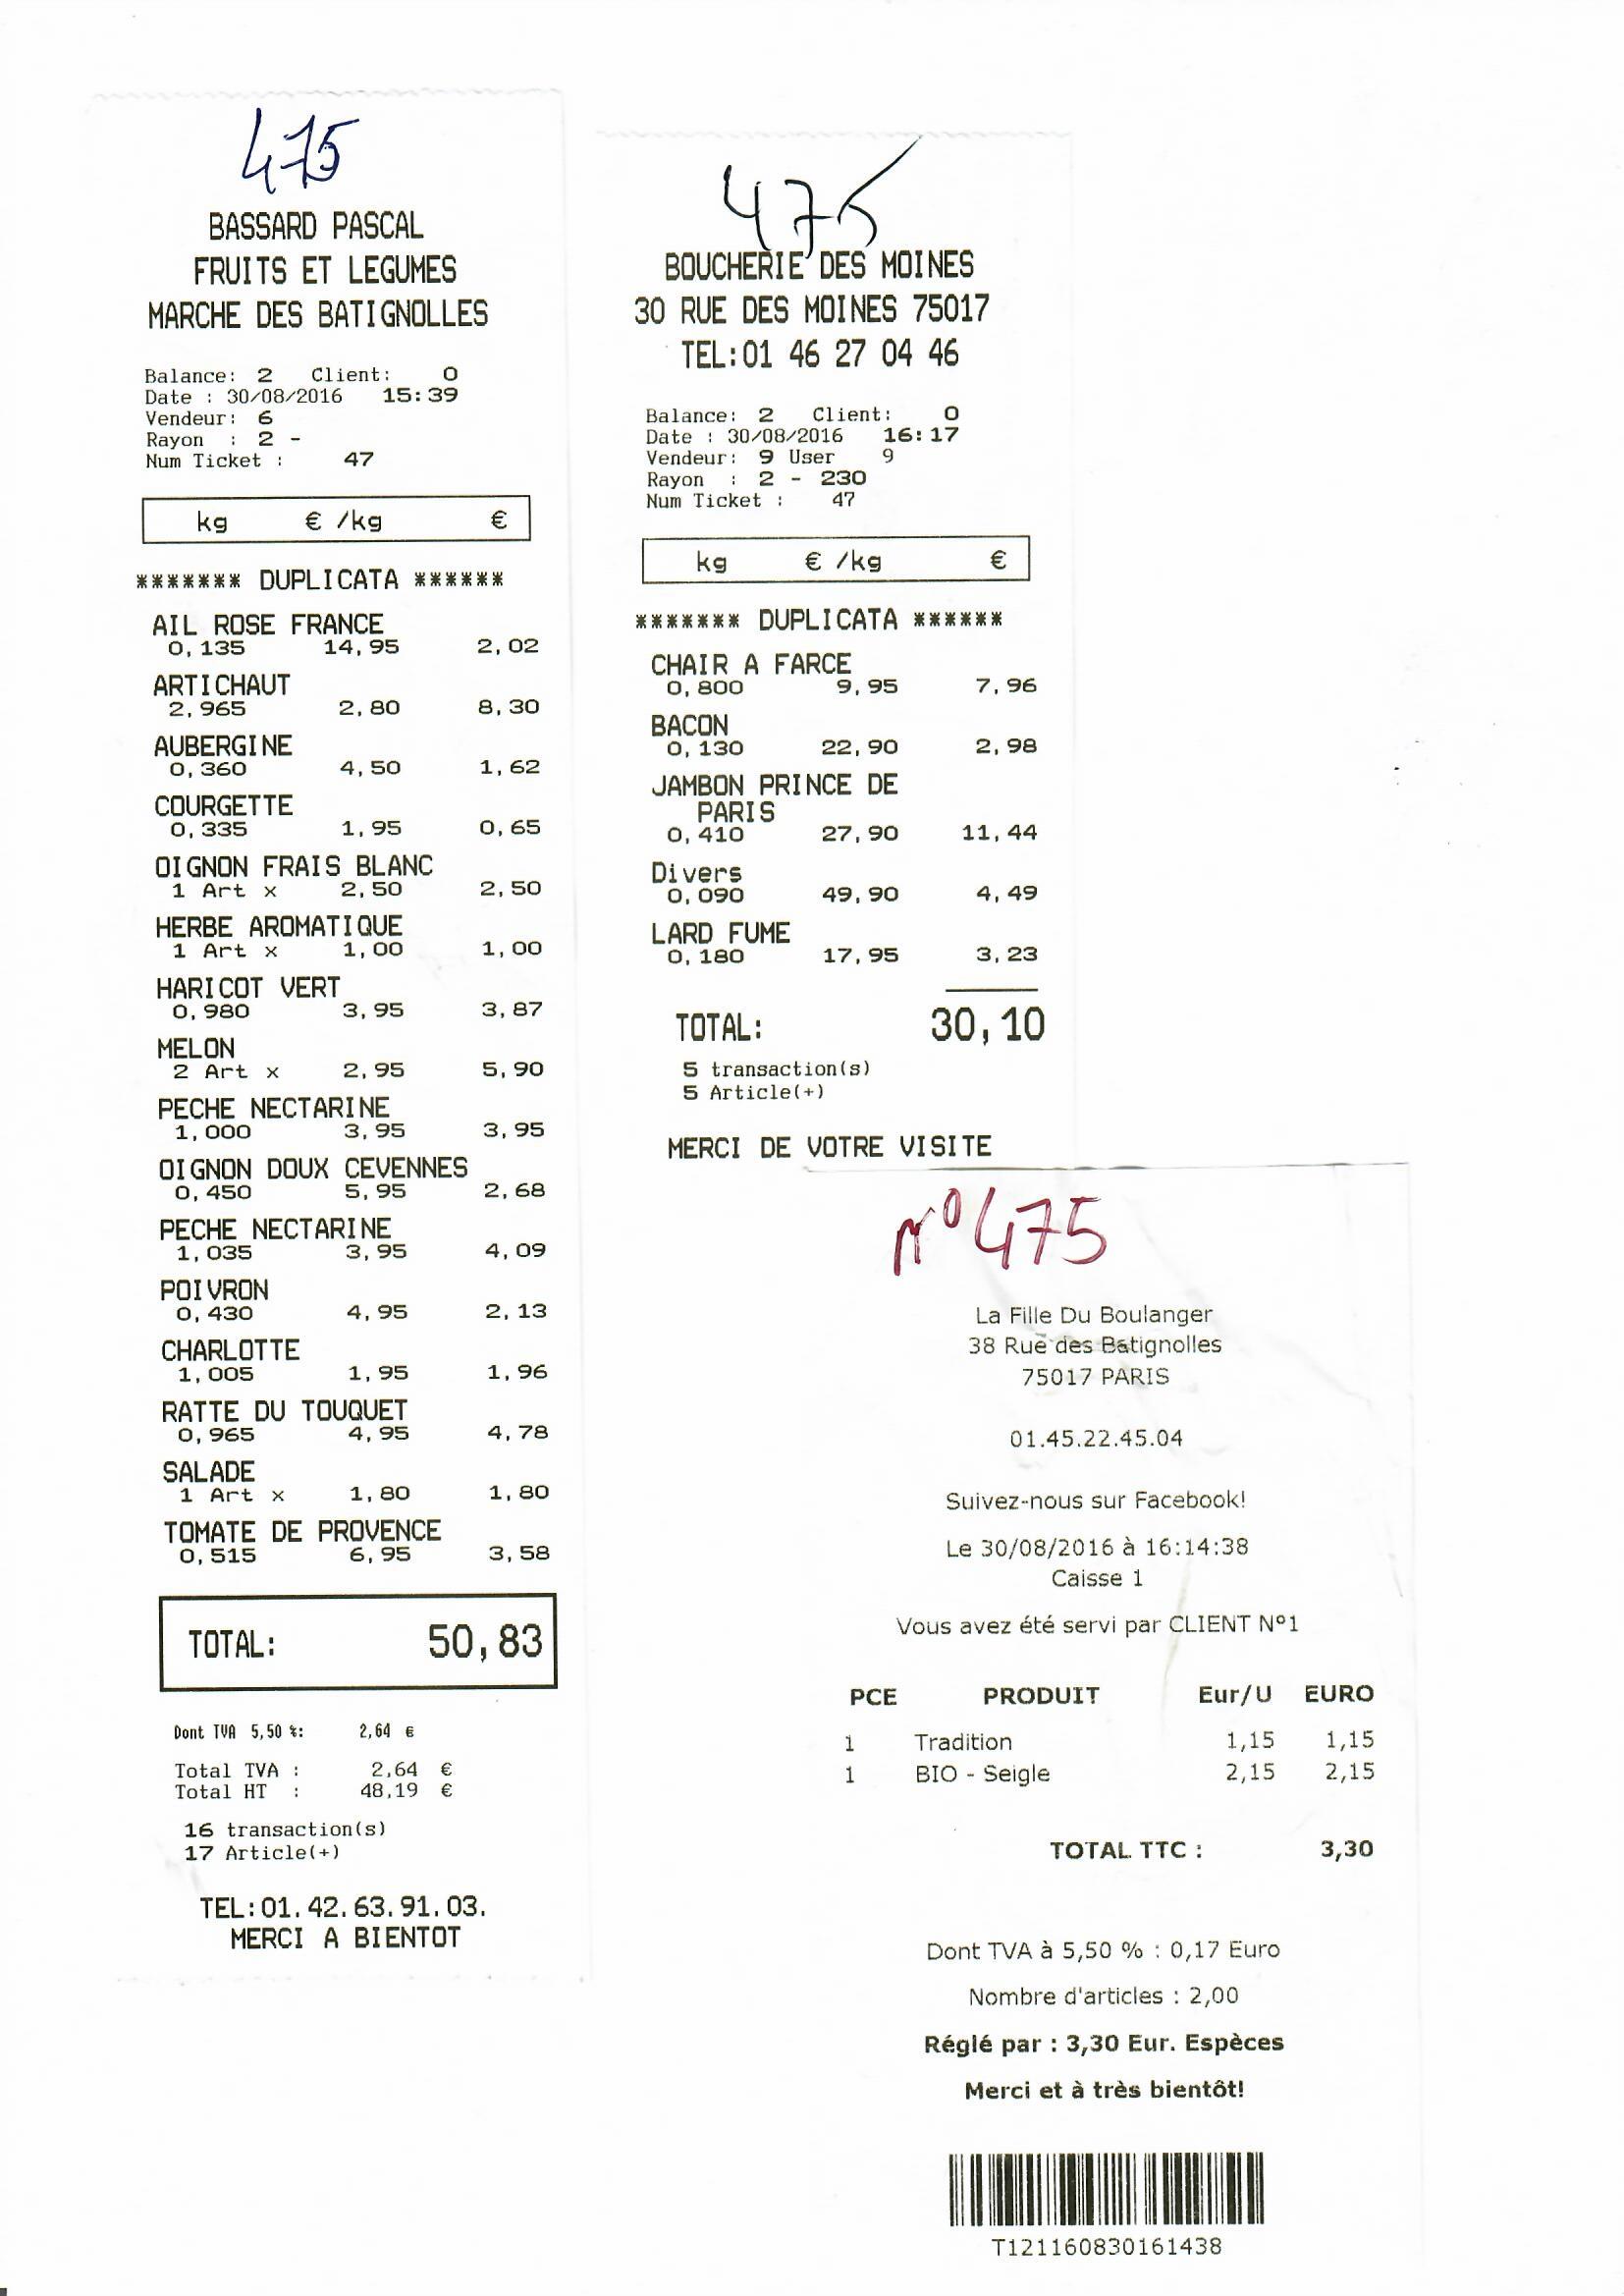 475
BASSARD PASCAL
FRUITS ET LEGUMES
MARCHE DES BATIGNOLLES
Balance: 2 Client: 0
Date : 30/08/2016 15:39
Vendeur: 6
Rayon : 2 -
Num Ticket : 47
kg € /kg €
******* DUPLICATA ******
AIL ROSE FRANCE
0,135 14,95 2,02
ARTICHAUT
2,965 2,80 8,30
AUBERGINE
0,360 4,50 1,62
COURGETTE
0,335 1,95 0,65
OIGNON FRAIS BLANC
1 Art x 2,50 2,50
HERBE AROMATIQUE
1 Art x 1,00 1,00
HARICOT VERT
0,980 3,95 3,87
MELON
2 Art x 2,95 5,90
PECHE NECTARINE
1,000 3,95 3,95
OIGNON DOUX CEVENNES
0,450 5,95 2,68
PECHE NECTARINE
1,035 3,95 4,09
POIVRON
0,430 4,95 2,13
CHARLOTTE
1,005 1,95 1,96
RATTE DU TOUQUET
0,965 4,95 4,78
SALADE
1 Art x 1,80 1,80
TOMATE DE PROVENCE
0,515 6,95 3,58
TOTAL: 50,83
Dont TVA 5,50 %: 2,64 €
Total TVA : 2,64 €
Total HT : 48,19 €
16 transaction(s)
17 Article(+)
TEL:01.42.63.91.03.
MERCI A BIENTOT
475
BOUCHERIE DES MOINES
30 RUE DES MOINES 75017
TEL:01 46 27 04 46
Balance: 2 Client: 0
Date : 30/08/2016 16:17
Vendeur: 9 User 9
Rayon : 2 - 230
Num Ticket : 47
kg € /kg €
******* DUPLICATA ******
CHAIR A FARCE
0,800 9,95 7,96
BACON
0,130 22,90 2,98
JAMBON PRINCE DE
PARIS
0,410 27,90 11,44
Divers
0,090 49,90 4,49
LARD FUME
0,180 17,95 3,23
TOTAL: 30,10
5 transaction(s)
5 Article(+)
MERCI DE VOTRE VISITE
n°475
La Fille Du Boulanger
38 Rue des Batignolles
75017 PARIS
01.45.22.45.04
Suivez-nous sur Facebook!
Le 30/08/2016 à 16:14:38
Caisse 1
Vous avez été servi par CLIENT N°1
PCE PRODUIT Eur/U EURO
1 Tradition 1,15 1,15
1 BIO - Seigle 2,15 2,15
TOTAL TTC : 3,30
Dont TVA à 5,50 % : 0,17 Euro
Nombre d'articles : 2,00
Réglé par : 3,30 Eur. Espèces
Merci et à très bientôt!
T121160830161438